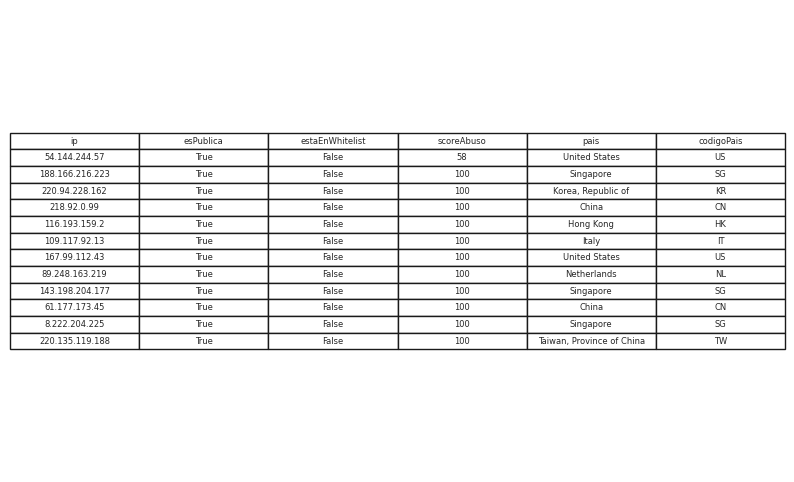 ip esPublica estaEnWhitelist scoreAbuso pais codigoPais
54.144.244.57 True False 58 United States US
188.166.216.223 True False 100 Singapore SG
220.94.228.162 True False 100 Korea, Republic of KR
218.92.0.99 True False 100 China CN
116.193.159.2 True False 100 Hong Kong HK
109.117.92.13 True False 100 Italy IT
167.99.112.43 True False 100 United States US
89.248.163.219 True False 100 Netherlands NL
143.198.204.177 True False 100 Singapore SG
61.177.173.45 True False 100 China CN
8.222.204.225 True False 100 Singapore SG
220.135.119.188 True False 100 Taiwan, Province of China TW